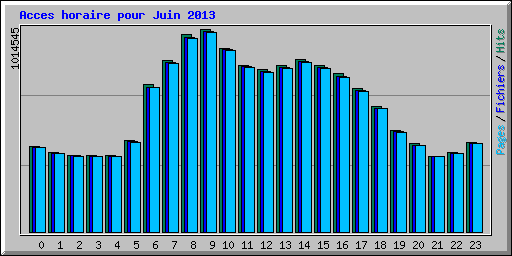 Acces horaire pour Juin 2013
1014545
Pages / Fichiers / Hits
0 1 2 3 4 5 6 7 8 9 10 11 12 13 14 15 16 17 18 19 20 21 22 23